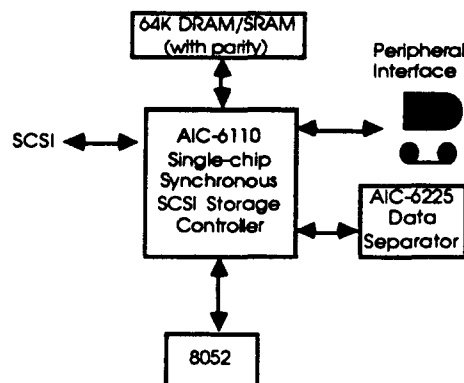 64K DRAM/SRAM
(with parity)
Peripheral
Interface
SCSI
AIC-6110
Single-chip
Synchronous
SCSI Storage
Controller
AIC-6225
Data
Separator
8052